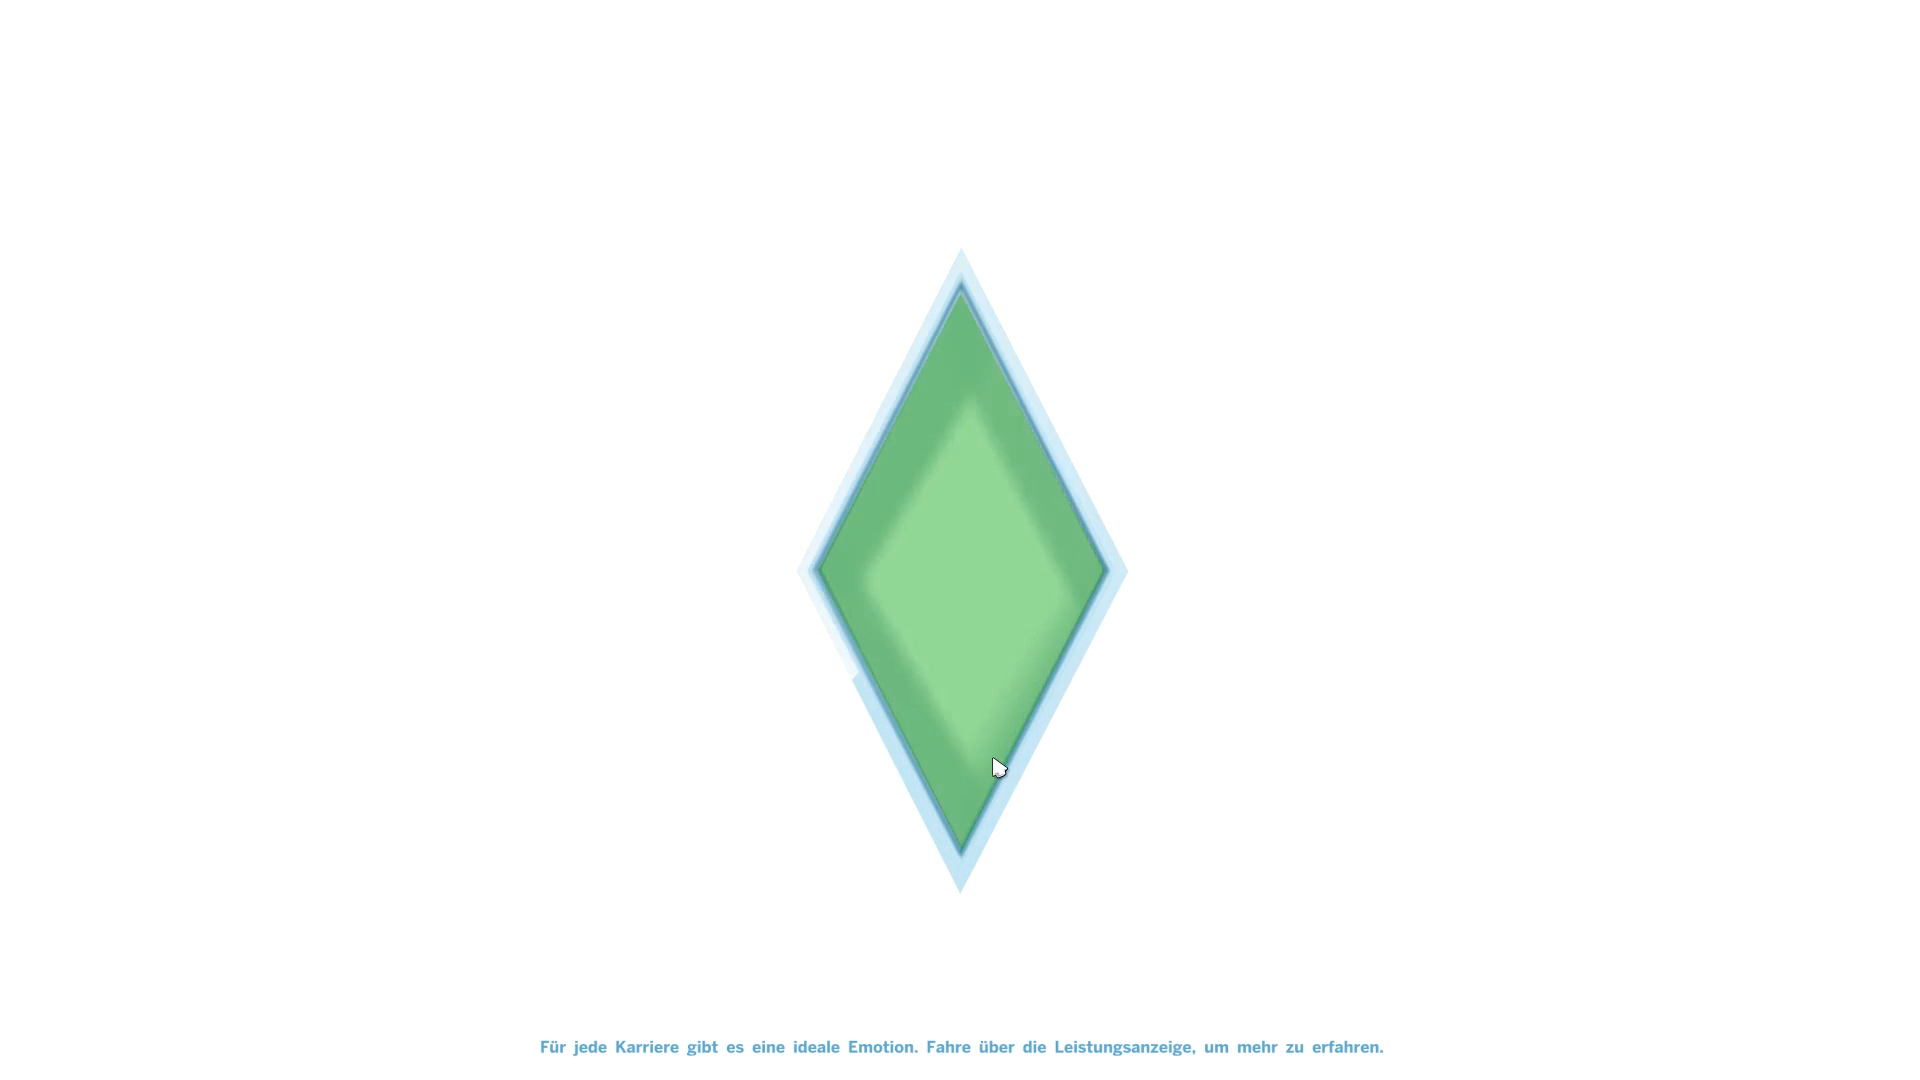 Für jede Karriere gibt es eine ideale Emotion. Fahre über die Leistungsanzeige, um mehr zu erfahren.